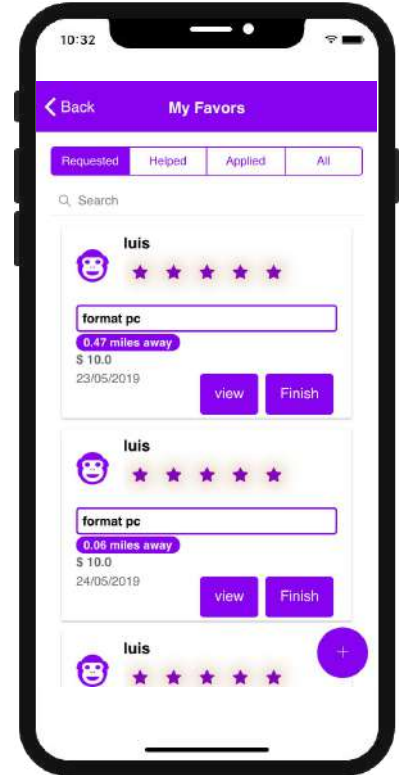 10:32
Back
My Favors
Requested
Helped
Applied
All
Search
luis
format pc
0.47 miles away
$ 10.0
23/05/2019
view
Finish
luis
format pc
0.06 miles away
$ 10.0
24/05/2019
view
Finish
luis
+